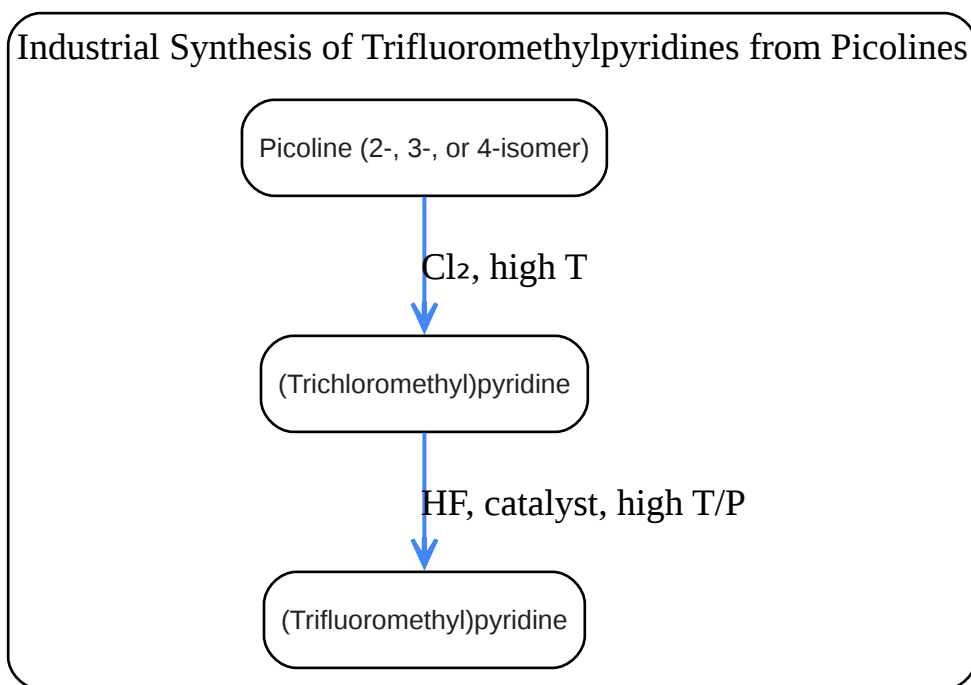 Industrial Synthesis of Trifluoromethylpyridines from Picolines
Picoline (2-, 3-, or 4-isomer)
Cl₂, high T
(Trichloromethyl)pyridine
HF, catalyst, high T/P
(Trifluoromethyl)pyridine